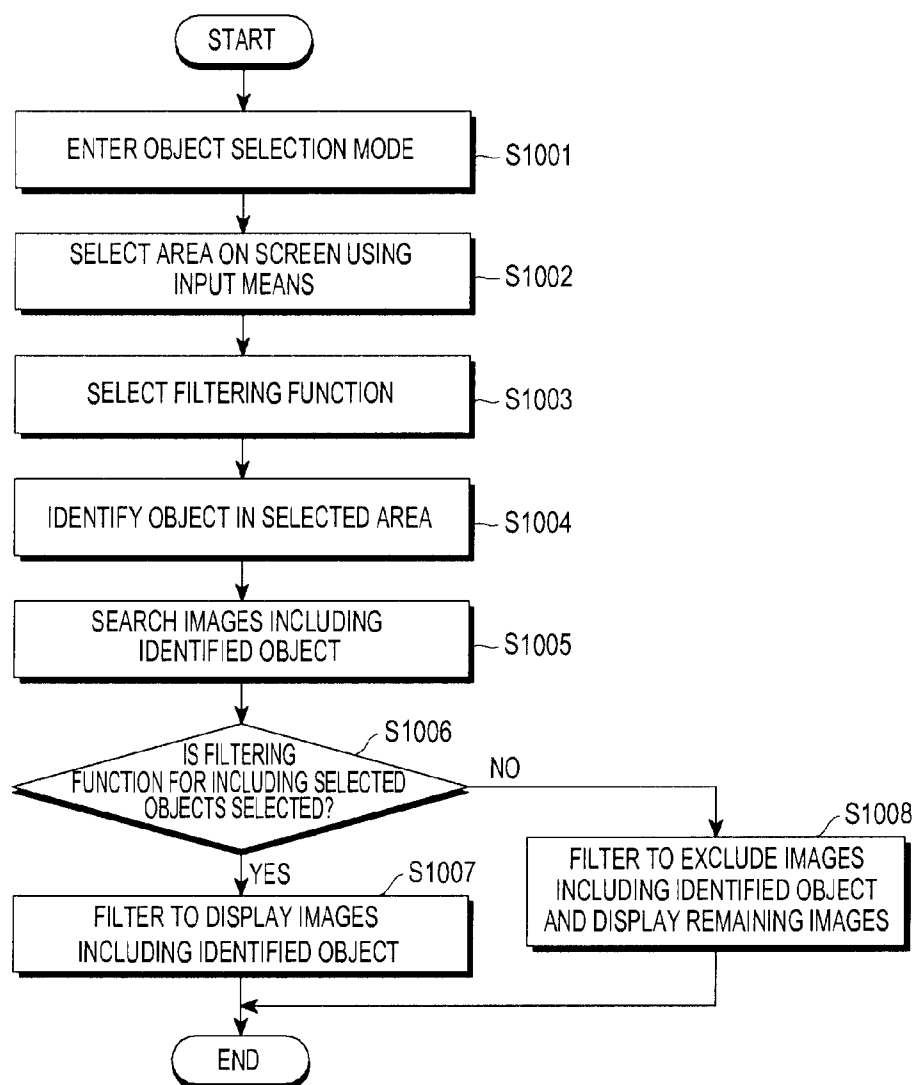 START
ENTER OBJECT SELECTION MODE
S1001
SELECT AREA ON SCREEN USING
INPUT MEANS
S1002
SELECT FILTERING FUNCTION
S1003
IDENTIFY OBJECT IN SELECTED AREA
S1004
SEARCH IMAGES INCLUDING
IDENTIFIED OBJECT
S1005
S1006
IS FILTERING
FUNCTION FOR INCLUDING SELECTED
OBJECTS SELECTED?
NO
YES
S1007
FILTER TO DISPLAY IMAGES
INCLUDING IDENTIFIED OBJECT
S1008
FILTER TO EXCLUDE IMAGES
INCLUDING IDENTIFIED OBJECT
AND DISPLAY REMAINING IMAGES
END